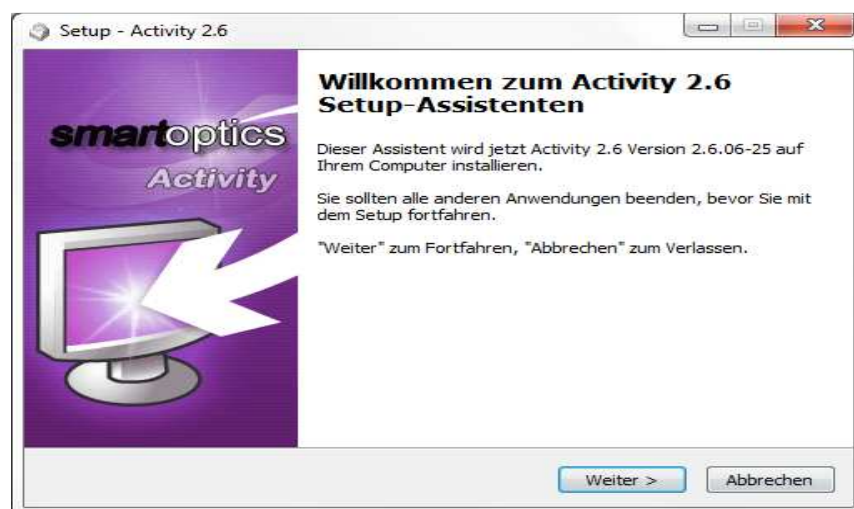 Setup - Activity 2.6
smartoptics
Activity
Willkommen zum Activity 2.6
Setup-Assistenten
Dieser Assistent wird jetzt Activity 2.6 Version 2.6.06-25 auf
Ihrem Computer installieren.
Sie sollten alle anderen Anwendungen beenden, bevor Sie mit
dem Setup fortfahren.
"Weiter" zum Fortfahren, "Abbrechen" zum Verlassen.
Weiter >
Abbrechen